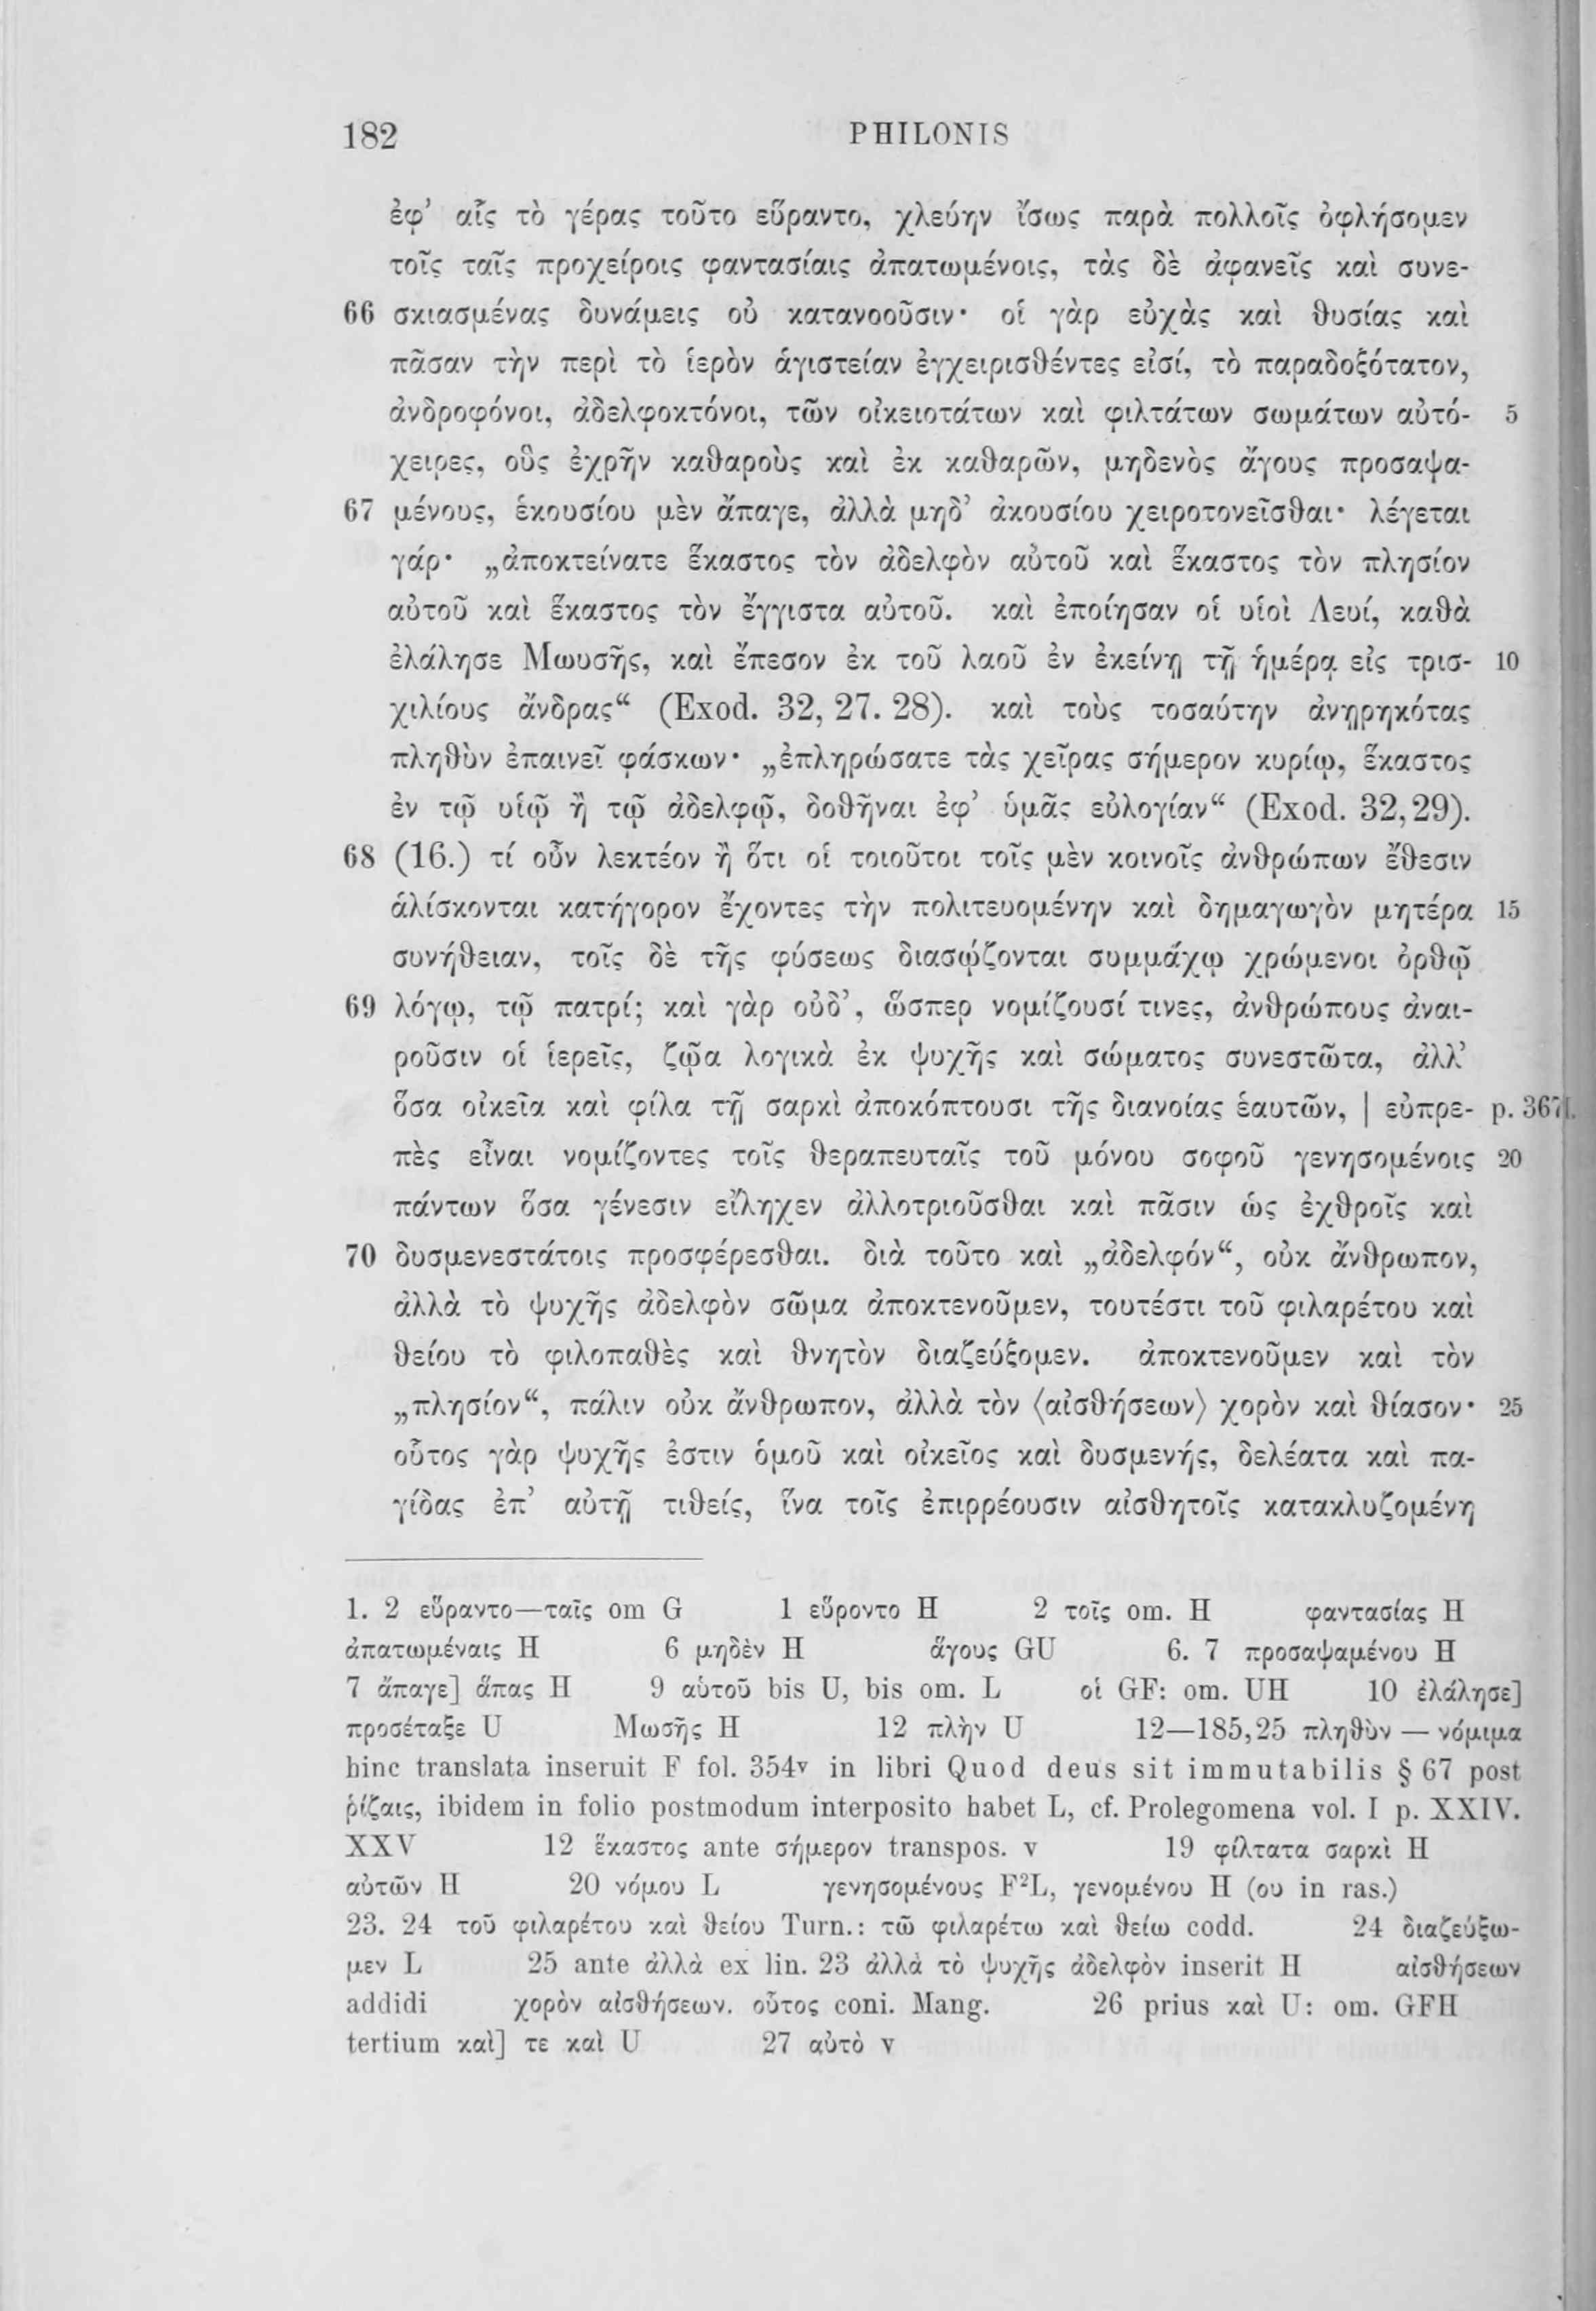 182 PHILONIS
ἐφ’ αἷς τὸ γέρας τοῦτο εὕραντο, χλεύην ἴσως παρὰ πολλοῖς ὀφλήσομεν
τοῖς ταῖς προχείροις φαντασίαις ἀπατωμένοις, τὰς δὲ ἀφανεῖς καὶ συνε-
66 σκιασμένας δυνάμεις οὐ κατανοοῦσιν· οἱ γὰρ εὐχὰς καὶ θυσίας καὶ
πᾶσαν τὴν περὶ τὸ ἱερὸν ἁγιστείαν ἐγχειρισθέντες εἰσί, τὸ παραδοξότατον,
ἀνδροφόνοι, ἀδελφοκτόνοι, τῶν οἰκειοτάτων καὶ φιλτάτων σωμάτων αὐτό- 5
χειρες, οὓς ἐχρῆν καθαροὺς καὶ ἐκ καθαρῶν, μηδενὸς ἄγους προσαψα-
67 μένους, ἑκουσίου μὲν ἄπαγε, ἀλλὰ μηδ’ ἀκουσίου χειροτονεῖσθαι· λέγεται
γάρ· „ἀποκτείνατε ἕκαστος τὸν ἀδελφὸν αὐτοῦ καὶ ἕκαστος τὸν πλησίον
αὐτοῦ καὶ ἕκαστος τὸν ἔγγιστα αὐτοῦ. καὶ ἐποίησαν οἱ υἱοὶ Λευί, καθὰ
ἐλάλησε Μωυσῆς, καὶ ἔπεσον ἐκ τοῦ λαοῦ ἐν ἐκείνῃ τῇ ἡμέρᾳ εἰς τρισ- 10
χιλίους ἄνδρας“ (Exod. 32, 27. 28). καὶ τοὺς τοσαύτην ἀνῃρηκότας
πληθὺν ἐπαινεῖ φάσκων· „ἐπληρώσατε τὰς χεῖρας σήμερον κυρίῳ, ἕκαστος
ἐν τῷ υἱῷ ἢ τῷ ἀδελφῷ, δοθῆναι ἐφ’ ὑμᾶς εὐλογίαν“ (Exod. 32, 29).
68 (16.) τί οὖν λεκτέον ἢ ὅτι οἱ τοιοῦτοι τοῖς μὲν κοινοῖς ἀνθρώπων ἔθεσιν
ἁλίσκονται κατήγορον ἔχοντες τὴν πολιτευομένην καὶ δημαγωγὸν μητέρα 15
συνήθειαν, τοῖς δὲ τῆς φύσεως διασῴζονται συμμάχῳ χρώμενοι ὀρθῷ
69 λόγῳ, τῷ πατρί; καὶ γὰρ οὐδ’, ὥσπερ νομίζουσί τινες, ἀνθρώπους ἀναι-
ροῦσιν οἱ ἱερεῖς, ζῷα λογικὰ ἐκ ψυχῆς καὶ σώματος συνεστῶτα, ἀλλ’
ὅσα οἰκεῖα καὶ φίλα τῇ σαρκὶ ἀποκόπτουσι τῆς διανοίας ἑαυτῶν, | εὐπρε- p. 367
πὲς εἶναι νομίζοντες τοῖς θεραπευταῖς τοῦ μόνου σοφοῦ γενησομένοις 20
πάντων ὅσα γένεσιν εἴληχεν ἀλλοτριοῦσθαι καὶ πᾶσιν ὡς ἐχθροῖς καὶ
70 δυσμενεστάτοις προσφέρεσθαι. διὰ τοῦτο καὶ „ἀδελφόν“, οὐκ ἄνθρωπον,
ἀλλὰ τὸ ψυχῆς ἀδελφὸν σῶμα ἀποκτενοῦμεν, τουτέστι τοῦ φιλαρέτου καὶ
θείου τὸ φιλοπαθὲς καὶ θνητὸν διαζεύξομεν. ἀποκτενοῦμεν καὶ τὸν
„πλησίον“, πάλιν οὐκ ἄνθρωπον, ἀλλὰ τὸν ⟨αἰσθήσεων⟩ χορὸν καὶ θίασον· 25
οὗτος γὰρ ψυχῆς ἐστιν ὁμοῦ καὶ οἰκεῖος καὶ δυσμενής, δελέατα καὶ πα-
γίδας ἐπ’ αὐτῇ τιθείς, ἵνα τοῖς ἐπιρρέουσιν αἰσθητοῖς κατακλυζομένη
1. 2 εὕραντο—ταῖς om G 1 εὕροντο H 2 τοῖς om. H φαντασίας H
ἀπατωμέναις H 6 μηδὲν H ἅγους GU 6. 7 προσαψαμένου H
7 ἄπαγε] ἅπας H 9 αὑτοῦ bis U, bis om. L οἱ GF: om. UH 10 ἐλάλησε]
προσέταξε U Μωσῆς H 12 πλὴν U 12—185,25 πληθὺν — νόμιμα
hinc translata inseruit F fol. 354v in libri Quod deus sit immutabilis § 67 post
ῥίζαις, ibidem in folio postmodum interposito habet L, cf. Prolegomena vol. I p. XXIV.
XXV 12 ἕκαστος ante σήμερον transpos. v 19 φίλτατα σαρκὶ H
αὐτῶν H 20 νόμου L γενησομένους F²L, γενομένου H (ου in ras.)
23. 24 τοῦ φιλαρέτου καὶ θείου Turn.: τῶ φιλαρέτω καὶ θείω codd. 24 διαζεύξω-
μεν L 25 ante ἀλλὰ ex lin. 23 ἀλλὰ τὸ ψυχῆς ἀδελφὸν inserit H αἰσθήσεων
addidi χορὸν αἰσθήσεων. οὗτος coni. Mang. 26 prius καὶ U: om. GFH
tertium καὶ] τε καὶ U 27 αὐτὸ v